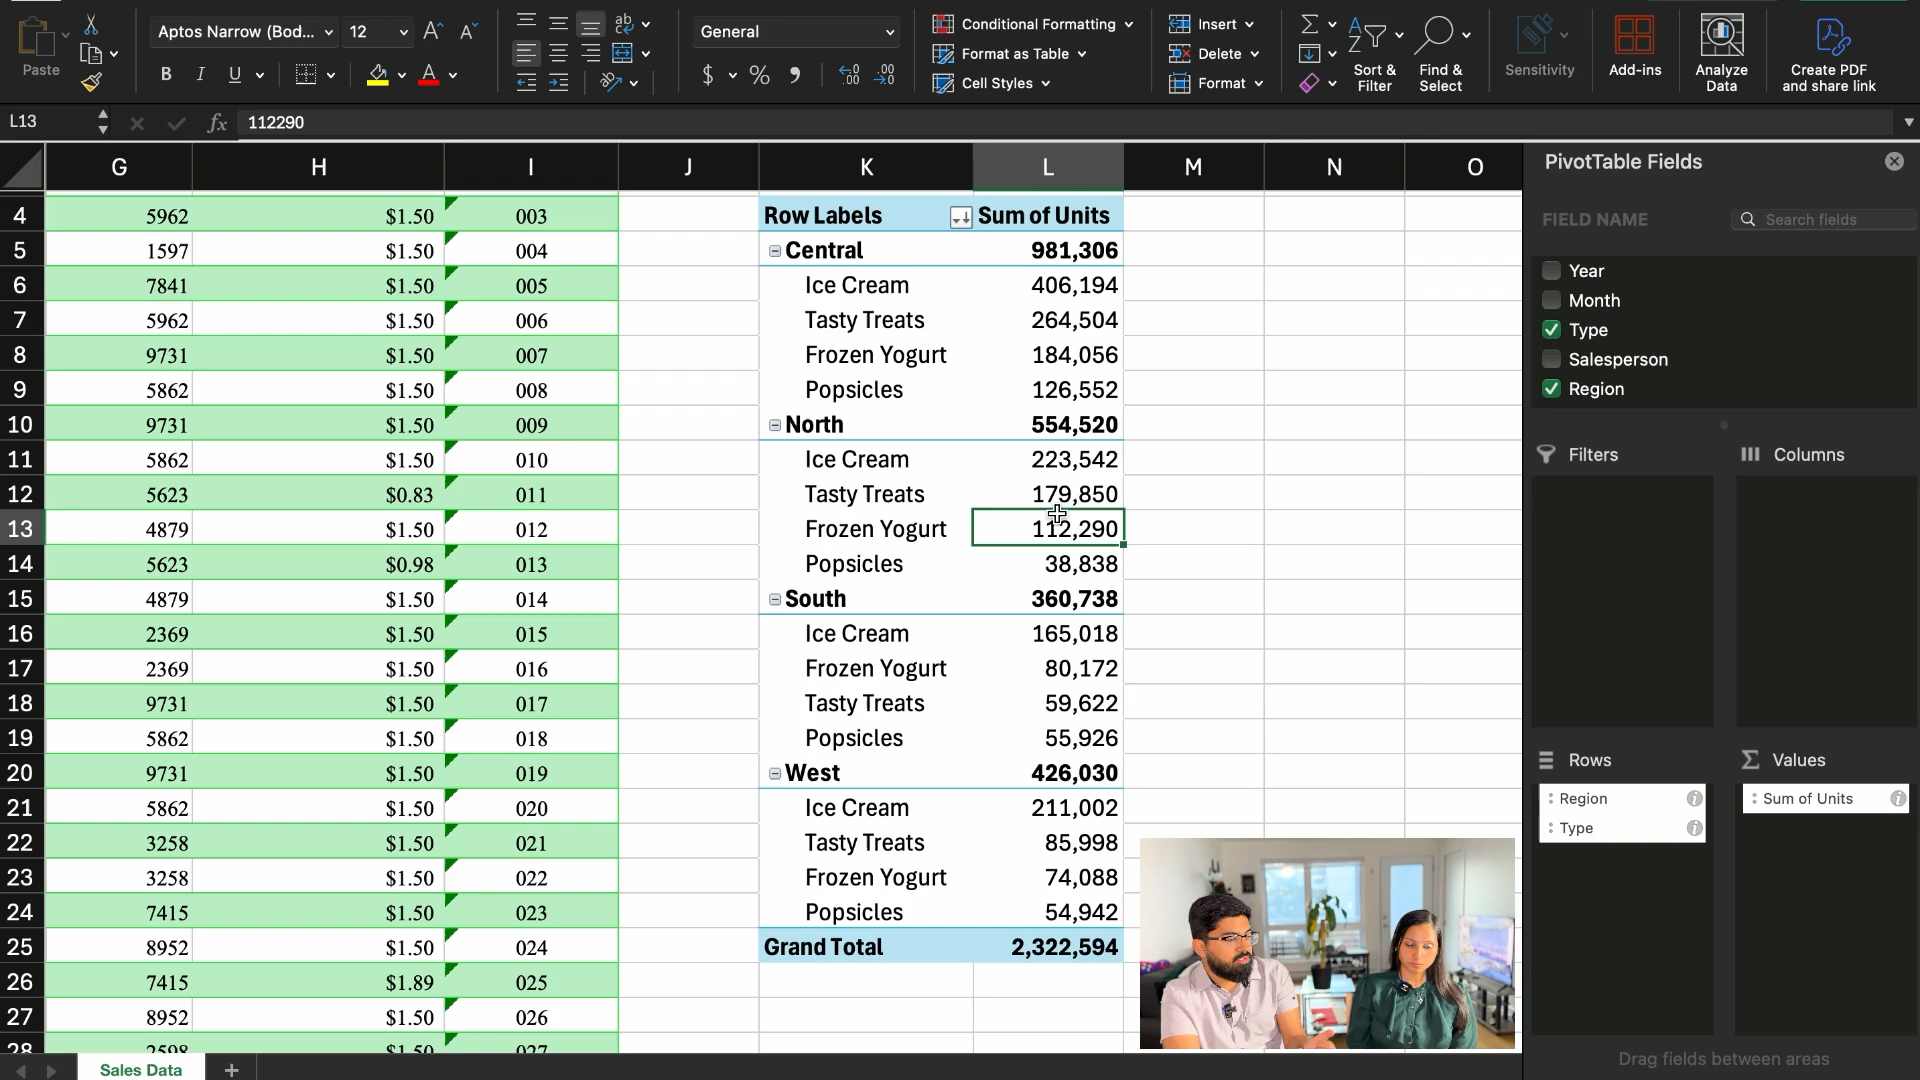 Aptos Narrow (Bod... 12 A A ab General Conditional Formatting Insert
Format as Table Delete
Cell Styles Format
Paste B I U A $ % 9 Sort & Filter Find & Select Sensitivity Add-ins Analyze Data Create PDF and share link
L13 fx 112290
G H I J K L M N O
4 5962 $1.50 003 Row Labels Sum of Units
5 1597 $1.50 004 Central 981,306
6 7841 $1.50 005 Ice Cream 406,194
7 5962 $1.50 006 Tasty Treats 264,504
8 9731 $1.50 007 Frozen Yogurt 184,056
9 5862 $1.50 008 Popsicles 126,552
10 9731 $1.50 009 North 554,520
11 5862 $1.50 010 Ice Cream 223,542
12 5623 $0.83 011 Tasty Treats 179,850
13 4879 $1.50 012 Frozen Yogurt 112,290
14 5623 $0.98 013 Popsicles 38,838
15 4879 $1.50 014 South 360,738
16 2369 $1.50 015 Ice Cream 165,018
17 2369 $1.50 016 Frozen Yogurt 80,172
18 9731 $1.50 017 Tasty Treats 59,622
19 5862 $1.50 018 Popsicles 55,926
20 9731 $1.50 019 West 426,030
21 5862 $1.50 020 Ice Cream 211,002
22 3258 $1.50 021 Tasty Treats 85,998
23 3258 $1.50 022 Frozen Yogurt 74,088
24 7415 $1.50 023 Popsicles 54,942
25 8952 $1.50 024 Grand Total 2,322,594
26 7415 $1.89 025
27 8952 $1.50 026
28 2598 $1.50 027
Sales Data +
PivotTable Fields
FIELD NAME Search fields
Year
Month
Type
Salesperson
Region
Filters Columns
Rows Values
Region Sum of Units
Type
Drag fields between areas